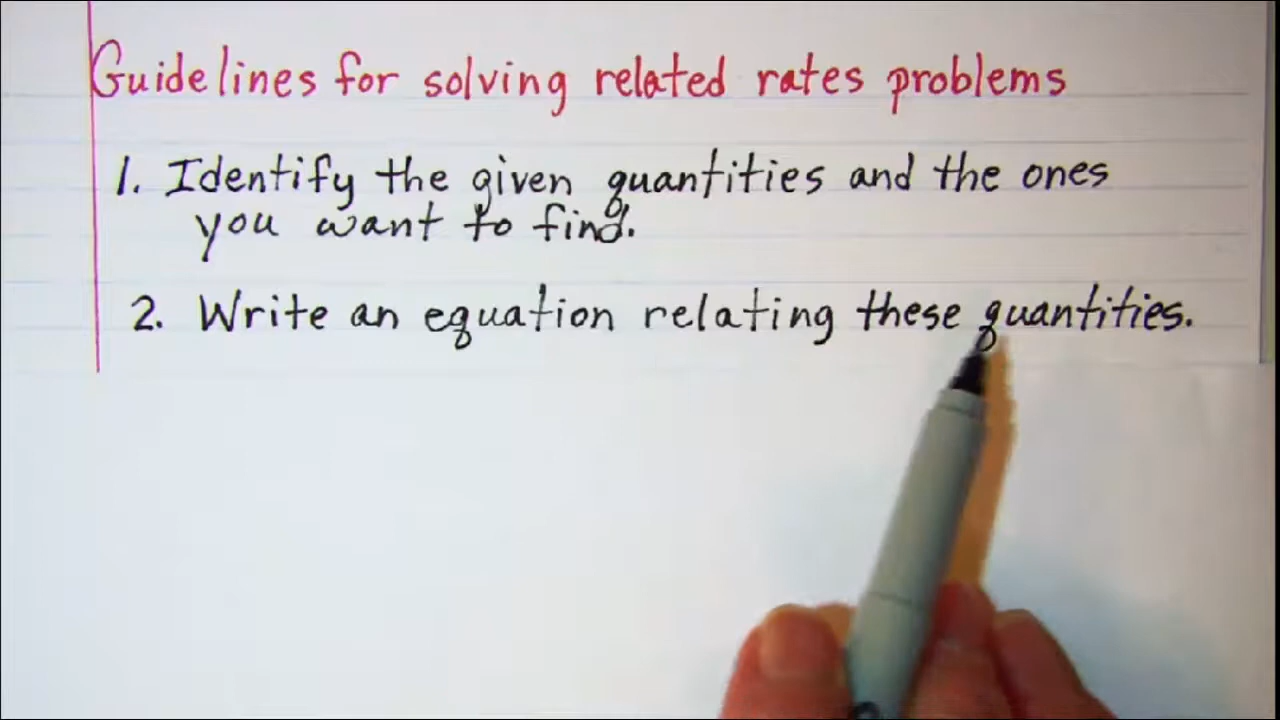 Guidelines for solving related rates problems
1. Identify the given quantities and the ones
you want to find.
2. Write an equation relating these quantities.